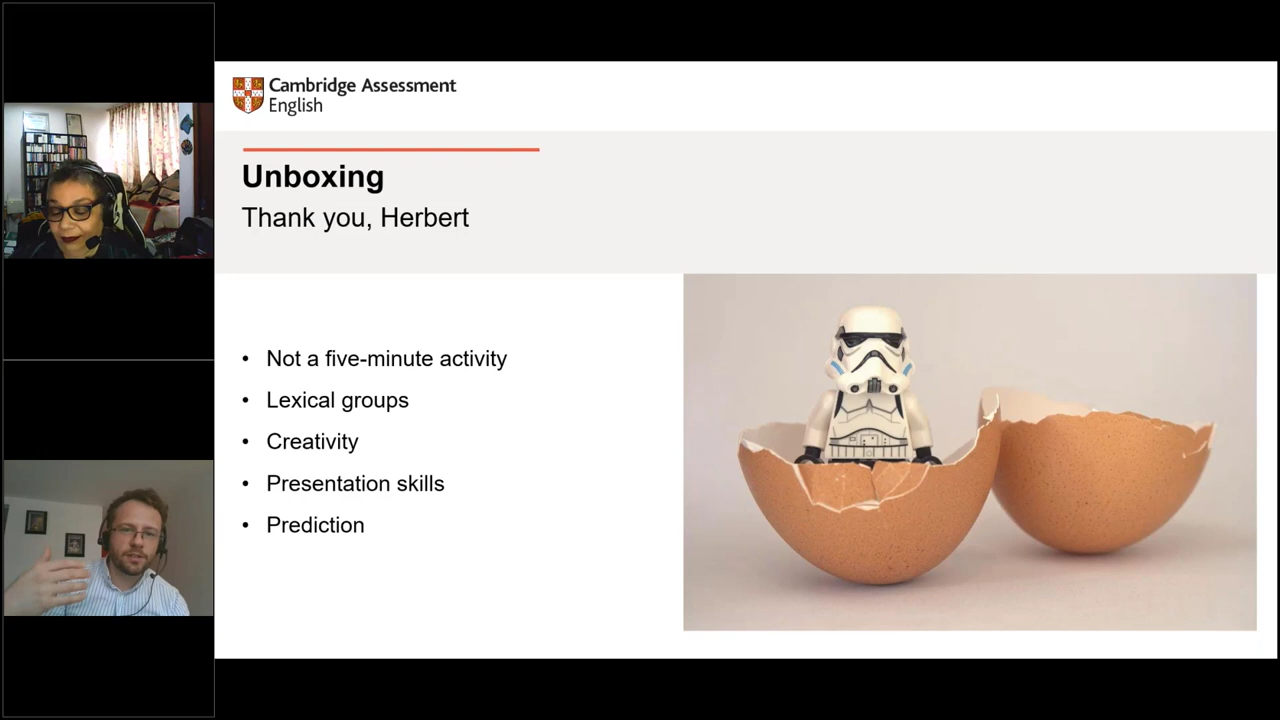 Cambridge Assessment
English
Unboxing
Thank you, Herbert
• Not a five-minute activity
• Lexical groups
• Creativity
• Presentation skills
• Prediction